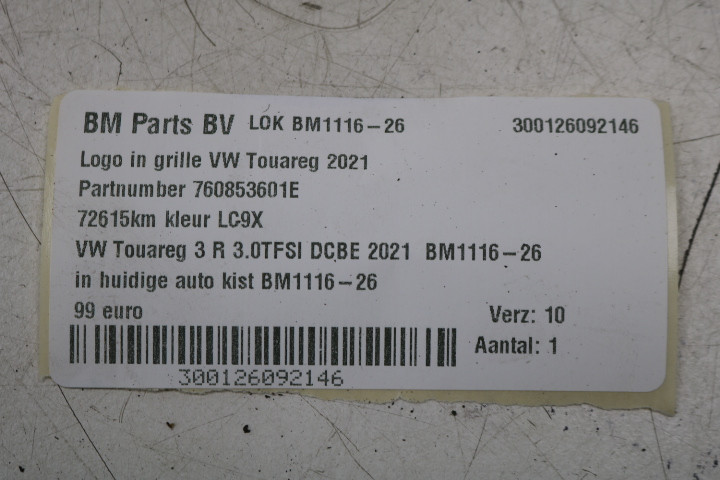 BM Parts BV LOK BM1116-26 300126092146
Logo in grille VW Touareg 2021
Partnumber 760853601E
72615km kleur LC9X
VW Touareg 3 R 3.0TFSI DCBE 2021 BM1116-26
in huidige auto kist BM1116-26
99 euro Verz: 10
Aantal: 1
300126092146